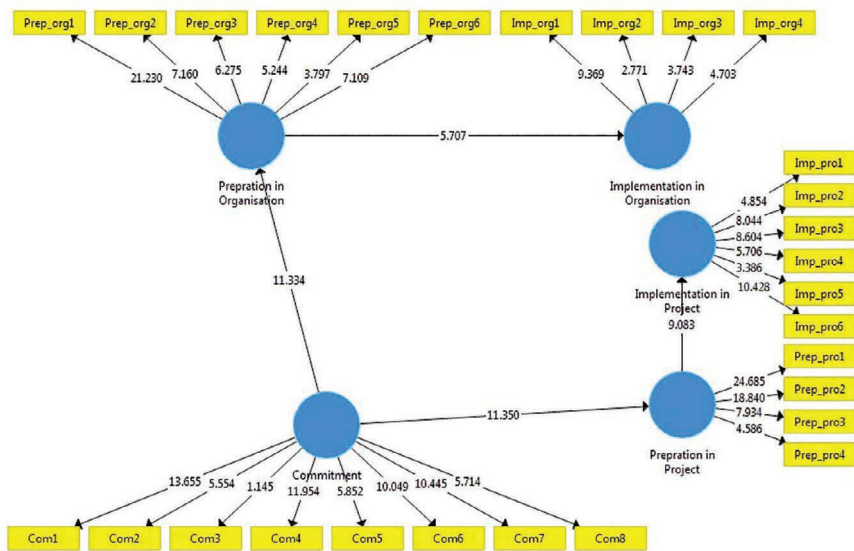 Prep_org1 Prep_org2 Prep_org3 Prep_org4 Prep_org5 Prep_org6 Imp_org1 Imp_org2 Imp_org3 Imp_org4
21.230 7.160 6.275 5.244 3.797 7.109 9.369 2.771 3.743 4.703
5.707
Prepration in
Organisation
Implementation in
Organisation
Imp_pro1
Imp_pro2
Imp_pro3
Imp_pro4
Imp_pro5
Imp_pro6
4.854
8.044
8.604
5.706
3.386
10.428
Implementation in
Project
9.083
11.334
Prep_pro1
Prep_pro2
Prep_pro3
Prep_pro4
24.685
18.840
7.934
4.586
11.350
Prepration in
Project
Commitment
13.655 5.554 1.145 11.954 5.852 10.049 10.445 5.714
Com1 Com2 Com3 Com4 Com5 Com6 Com7 Com8